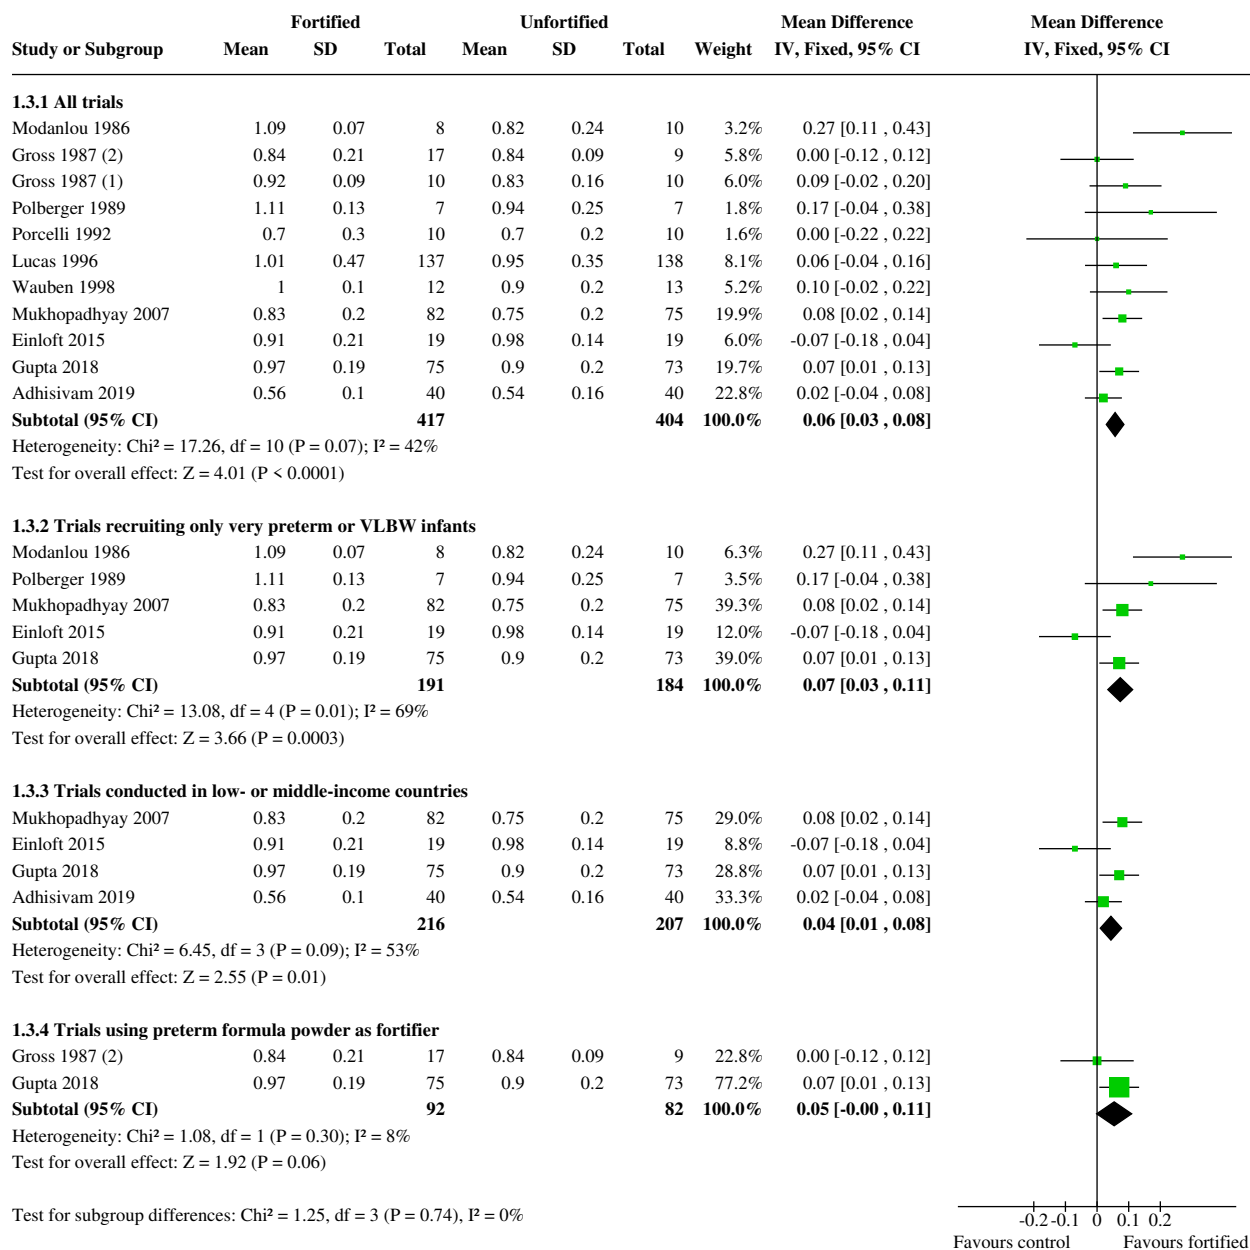 Fortified Unfortified Mean Difference Mean Difference
Study or Subgroup Mean SD Total Mean SD Total Weight IV, Fixed, 95% CI IV, Fixed, 95% CI
1.3.1 All trials
Modanlou 1986 1.09 0.07 8 0.82 0.24 10 3.2% 0.27 [0.11 , 0.43]
Gross 1987 (2) 0.84 0.21 17 0.84 0.09 9 5.8% 0.00 [-0.12 , 0.12]
Gross 1987 (1) 0.92 0.09 10 0.83 0.16 10 6.0% 0.09 [-0.02 , 0.20]
Polberger 1989 1.11 0.13 7 0.94 0.25 7 1.8% 0.17 [-0.04 , 0.38]
Porcelli 1992 0.7 0.3 10 0.7 0.2 10 1.6% 0.00 [-0.22 , 0.22]
Lucas 1996 1.01 0.47 137 0.95 0.35 138 8.1% 0.06 [-0.04 , 0.16]
Wauben 1998 1 0.1 12 0.9 0.2 13 5.2% 0.10 [-0.02 , 0.22]
Mukhopadhyay 2007 0.83 0.2 82 0.75 0.2 75 19.9% 0.08 [0.02 , 0.14]
Einloft 2015 0.91 0.21 19 0.98 0.14 19 6.0% -0.07 [-0.18 , 0.04]
Gupta 2018 0.97 0.19 75 0.9 0.2 73 19.7% 0.07 [0.01 , 0.13]
Adhisivam 2019 0.56 0.1 40 0.54 0.16 40 22.8% 0.02 [-0.04 , 0.08]
Subtotal (95% CI) 417 404 100.0% 0.06 [0.03 , 0.08]
Heterogeneity: Chi² = 17.26, df = 10 (P = 0.07); I² = 42%
Test for overall effect: Z = 4.01 (P < 0.0001)
1.3.2 Trials recruiting only very preterm or VLBW infants
Modanlou 1986 1.09 0.07 8 0.82 0.24 10 6.3% 0.27 [0.11 , 0.43]
Polberger 1989 1.11 0.13 7 0.94 0.25 7 3.5% 0.17 [-0.04 , 0.38]
Mukhopadhyay 2007 0.83 0.2 82 0.75 0.2 75 39.3% 0.08 [0.02 , 0.14]
Einloft 2015 0.91 0.21 19 0.98 0.14 19 12.0% -0.07 [-0.18 , 0.04]
Gupta 2018 0.97 0.19 75 0.9 0.2 73 39.0% 0.07 [0.01 , 0.13]
Subtotal (95% CI) 191 184 100.0% 0.07 [0.03 , 0.11]
Heterogeneity: Chi² = 13.08, df = 4 (P = 0.01); I² = 69%
Test for overall effect: Z = 3.66 (P = 0.0003)
1.3.3 Trials conducted in low- or middle-income countries
Mukhopadhyay 2007 0.83 0.2 82 0.75 0.2 75 29.0% 0.08 [0.02 , 0.14]
Einloft 2015 0.91 0.21 19 0.98 0.14 19 8.8% -0.07 [-0.18 , 0.04]
Gupta 2018 0.97 0.19 75 0.9 0.2 73 28.8% 0.07 [0.01 , 0.13]
Adhisivam 2019 0.56 0.1 40 0.54 0.16 40 33.3% 0.02 [-0.04 , 0.08]
Subtotal (95% CI) 216 207 100.0% 0.04 [0.01 , 0.08]
Heterogeneity: Chi² = 6.45, df = 3 (P = 0.09); I² = 53%
Test for overall effect: Z = 2.55 (P = 0.01)
1.3.4 Trials using preterm formula powder as fortifier
Gross 1987 (2) 0.84 0.21 17 0.84 0.09 9 22.8% 0.00 [-0.12 , 0.12]
Gupta 2018 0.97 0.19 75 0.9 0.2 73 77.2% 0.07 [0.01 , 0.13]
Subtotal (95% CI) 92 82 100.0% 0.05 [-0.00 , 0.11]
Heterogeneity: Chi² = 1.08, df = 1 (P = 0.30); I² = 8%
Test for overall effect: Z = 1.92 (P = 0.06)
Test for subgroup differences: Chi² = 1.25, df = 3 (P = 0.74), I² = 0%
-0.2 -0.1 0 0.1 0.2
Favours control Favours fortified